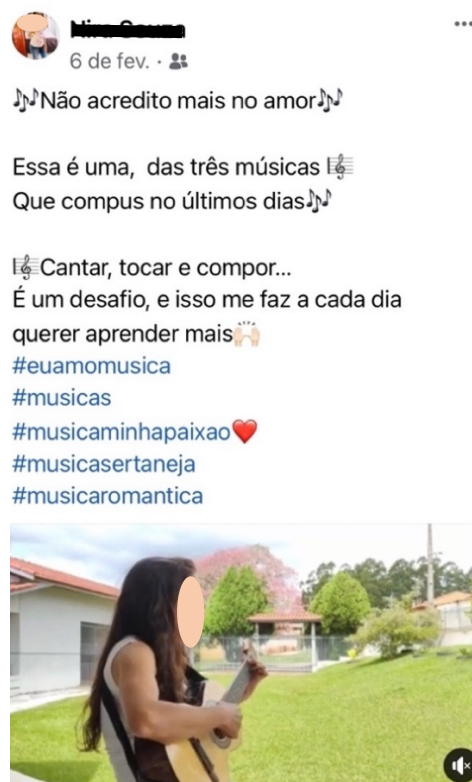 6 de fev. ·
🎶Não acredito mais no amor🎶
Essa é uma,  das três músicas 🎼
Que compus no últimos dias🎶
🎼Cantar, tocar e compor...
É um desafio, e isso me faz a cada dia
querer aprender mais🙌🏻
#euamomusica
#musicas
#musicaminhapaixao❤️
#musicasertaneja
#musicaromantica